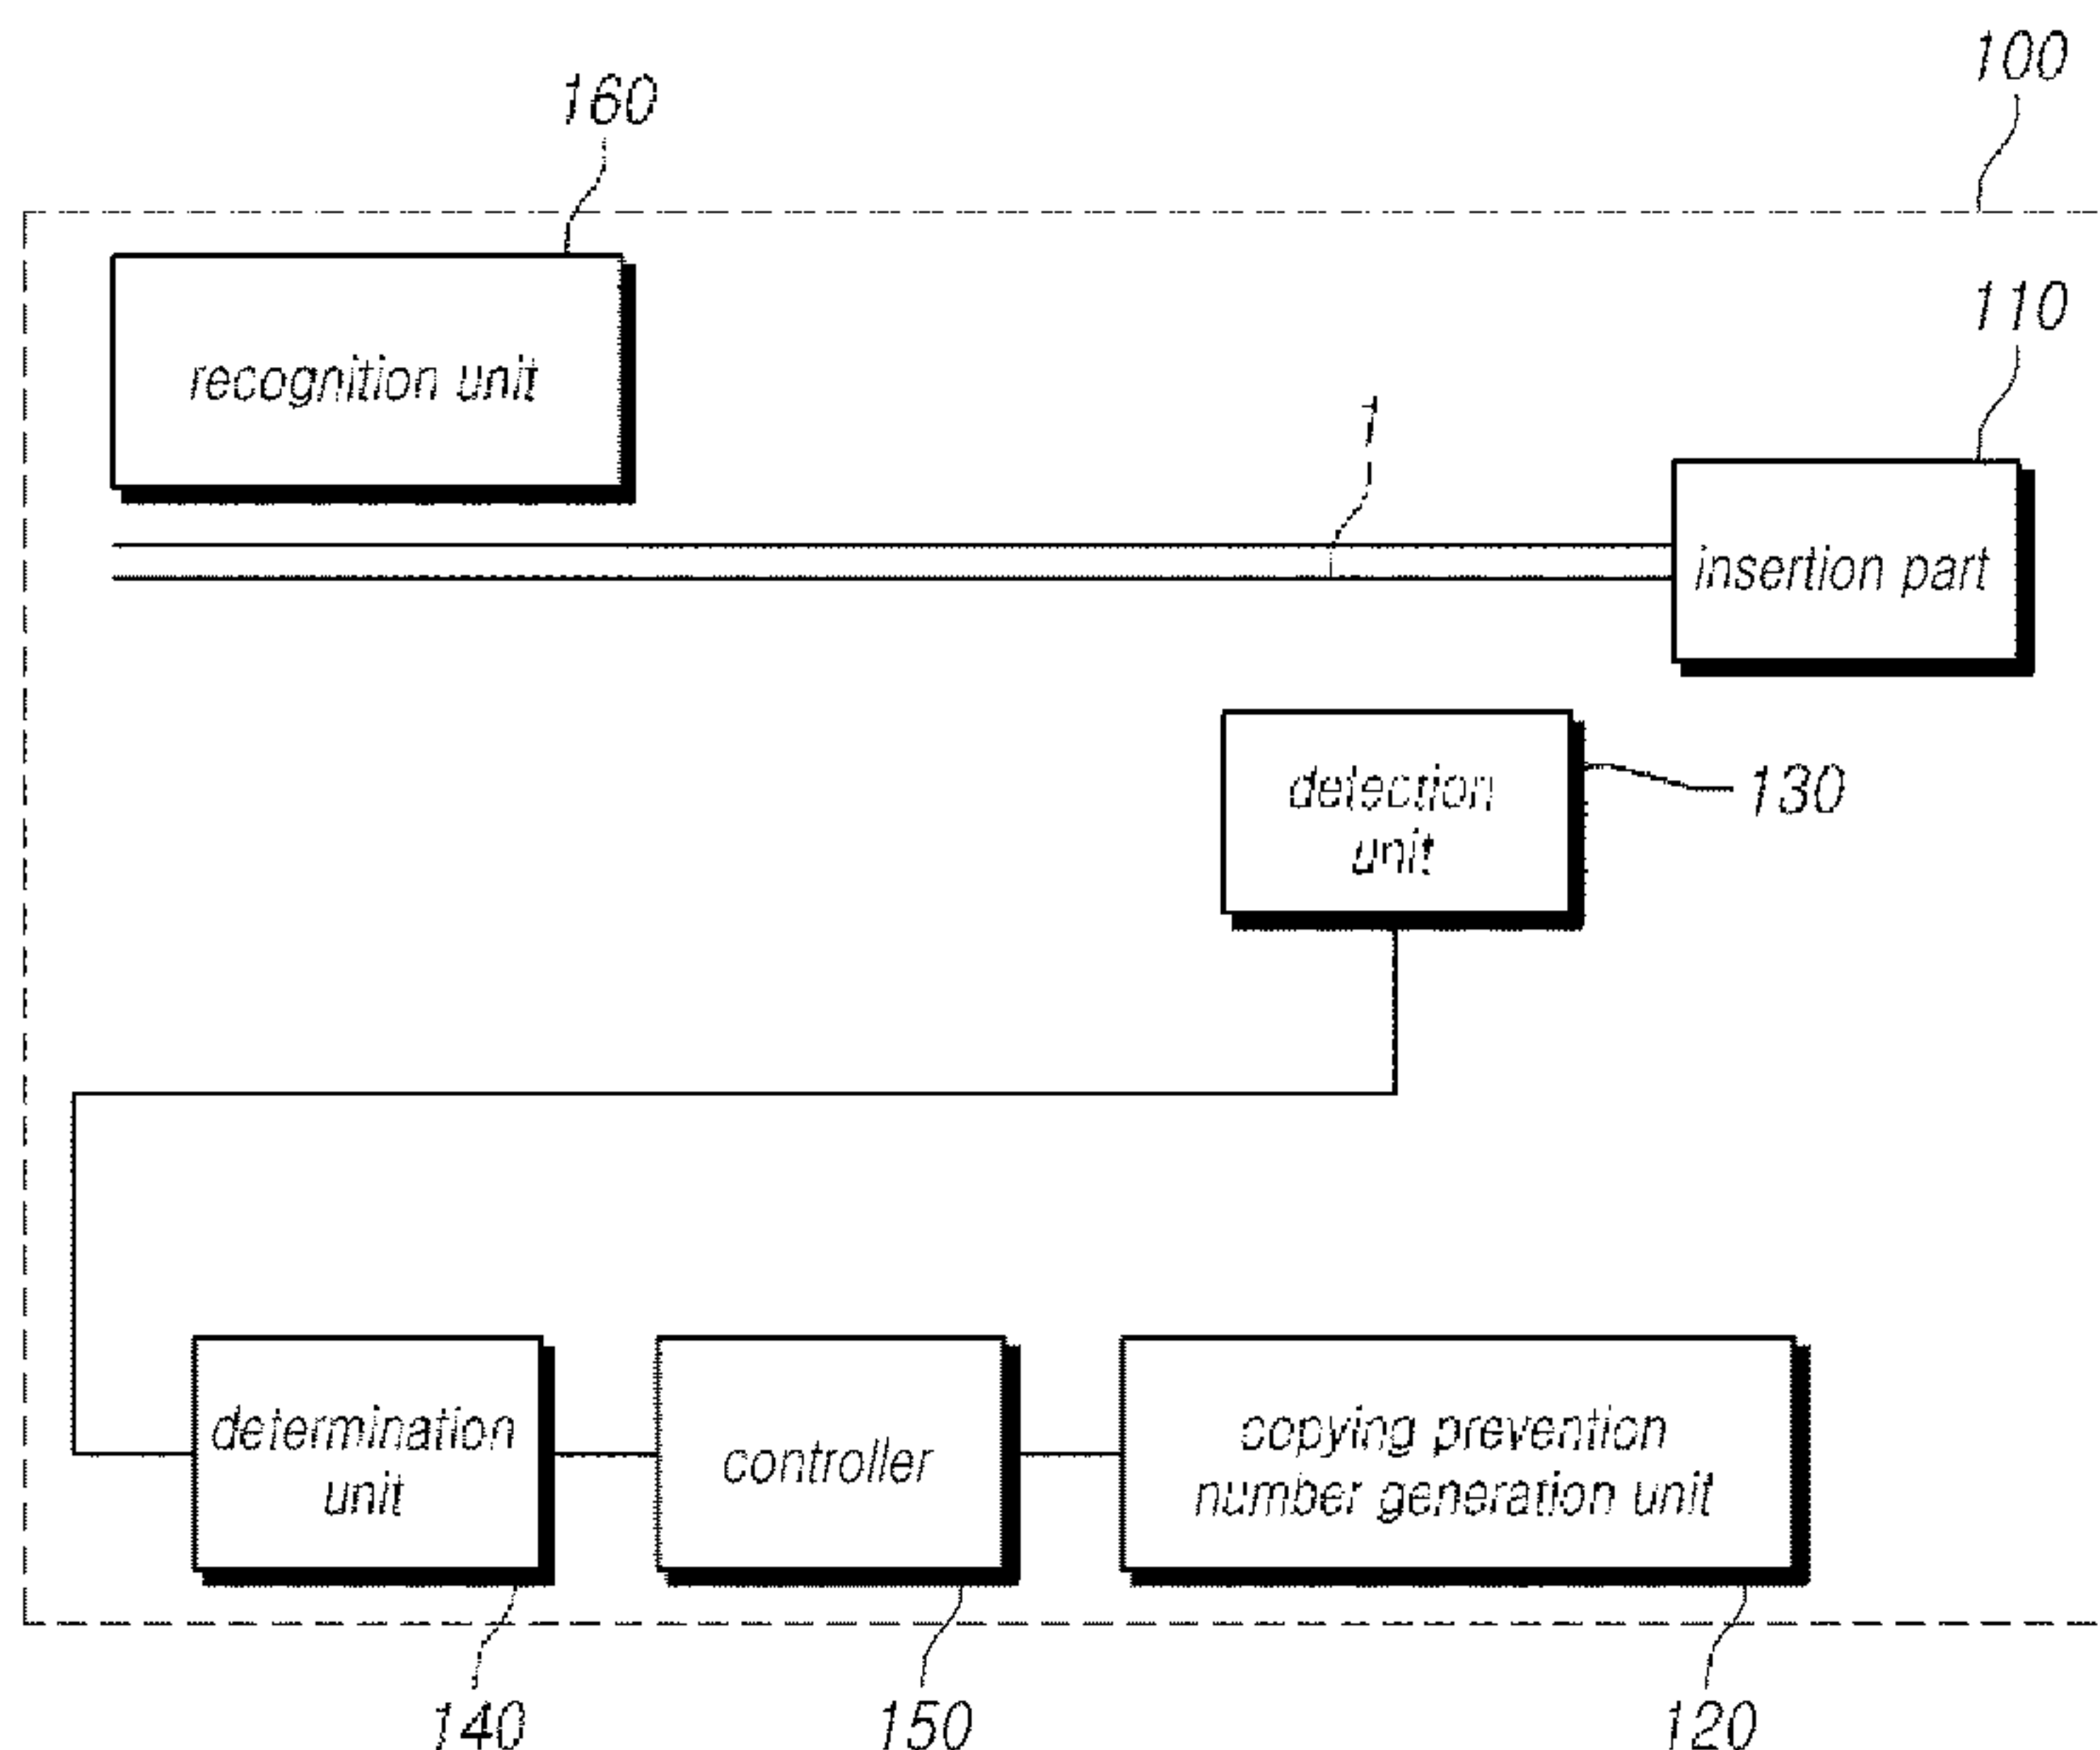 100
160
110
recognition unit
1
insertion part
detection
unit
130
determination
unit
controller
copying prevention
number generation unit
140
150
120